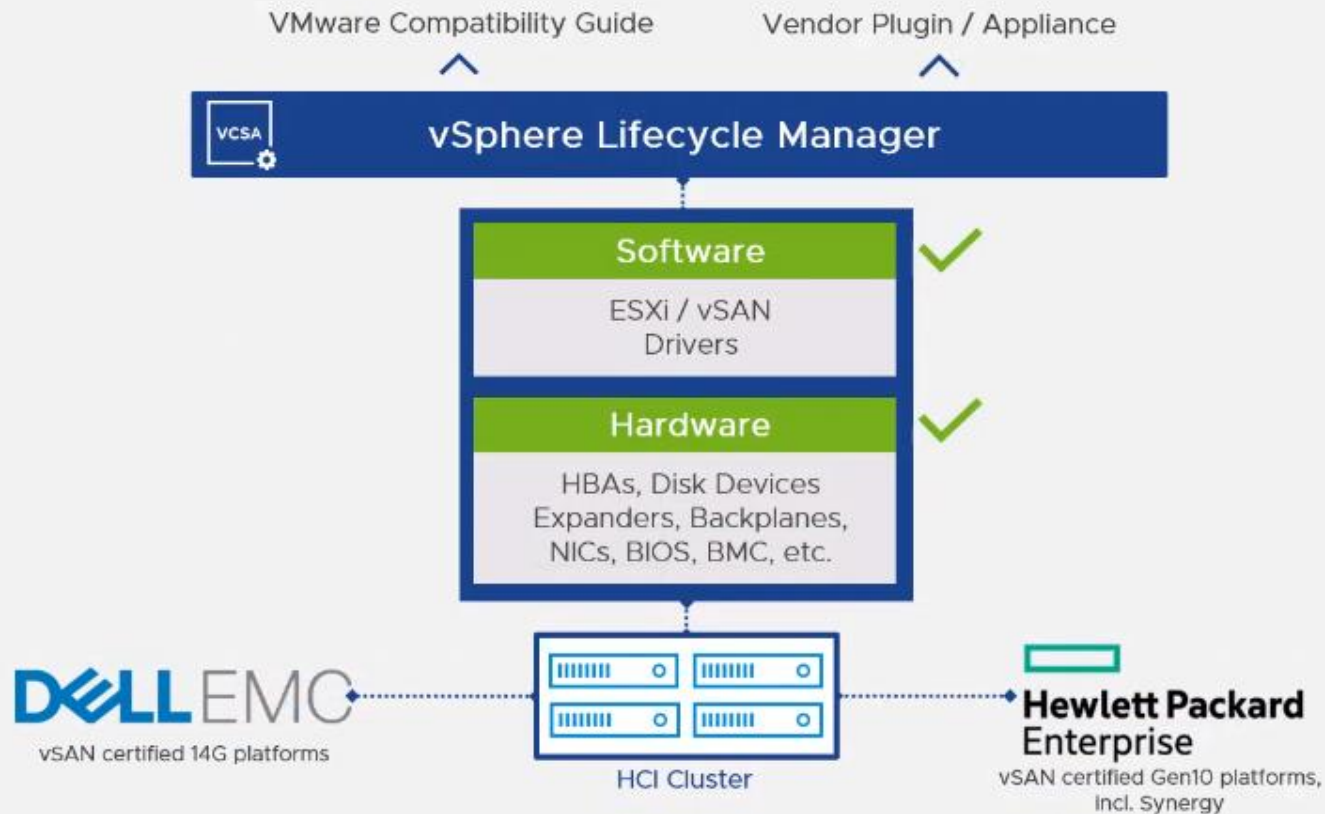 VMware Compatibility Guide
Vendor Plugin / Appliance
VCSA
vSphere Lifecycle Manager
Software
ESXi / vSAN
Drivers
Hardware
HBAs, Disk Devices
Expanders, Backplanes,
NICs, BIOS, BMC, etc.
DELLEMC
vSAN certified 14G platforms
HCI Cluster
Hewlett Packard
Enterprise
vSAN certified Gen10 platforms,
incl. Synergy